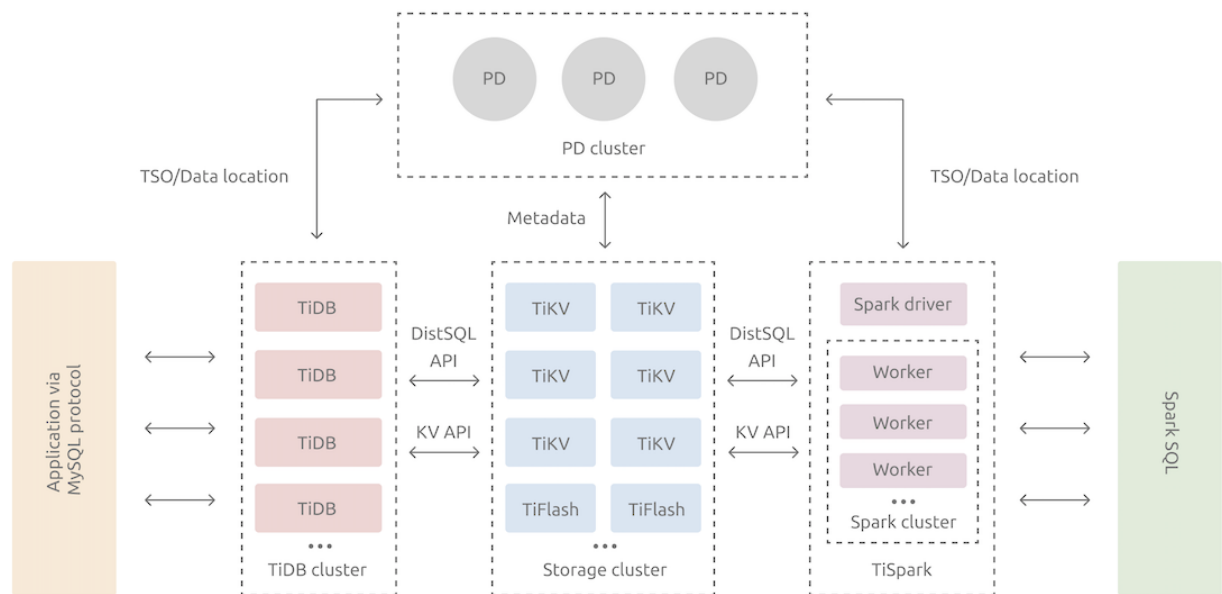 PD PD PD
PD cluster
TSO/Data location
TSO/Data location
Metadata
Application via
MySQL protocol
TiDB
TiDB
TiDB
TiDB
...
TiDB cluster
DistSQL
API
KV API
TiKV TiKV
TiKV TiKV
TiKV TiKV
TiFlash TiFlash
...
Storage cluster
DistSQL
API
KV API
Spark driver
Worker
Worker
Worker
...
Spark cluster
TiSpark
Spark SQL